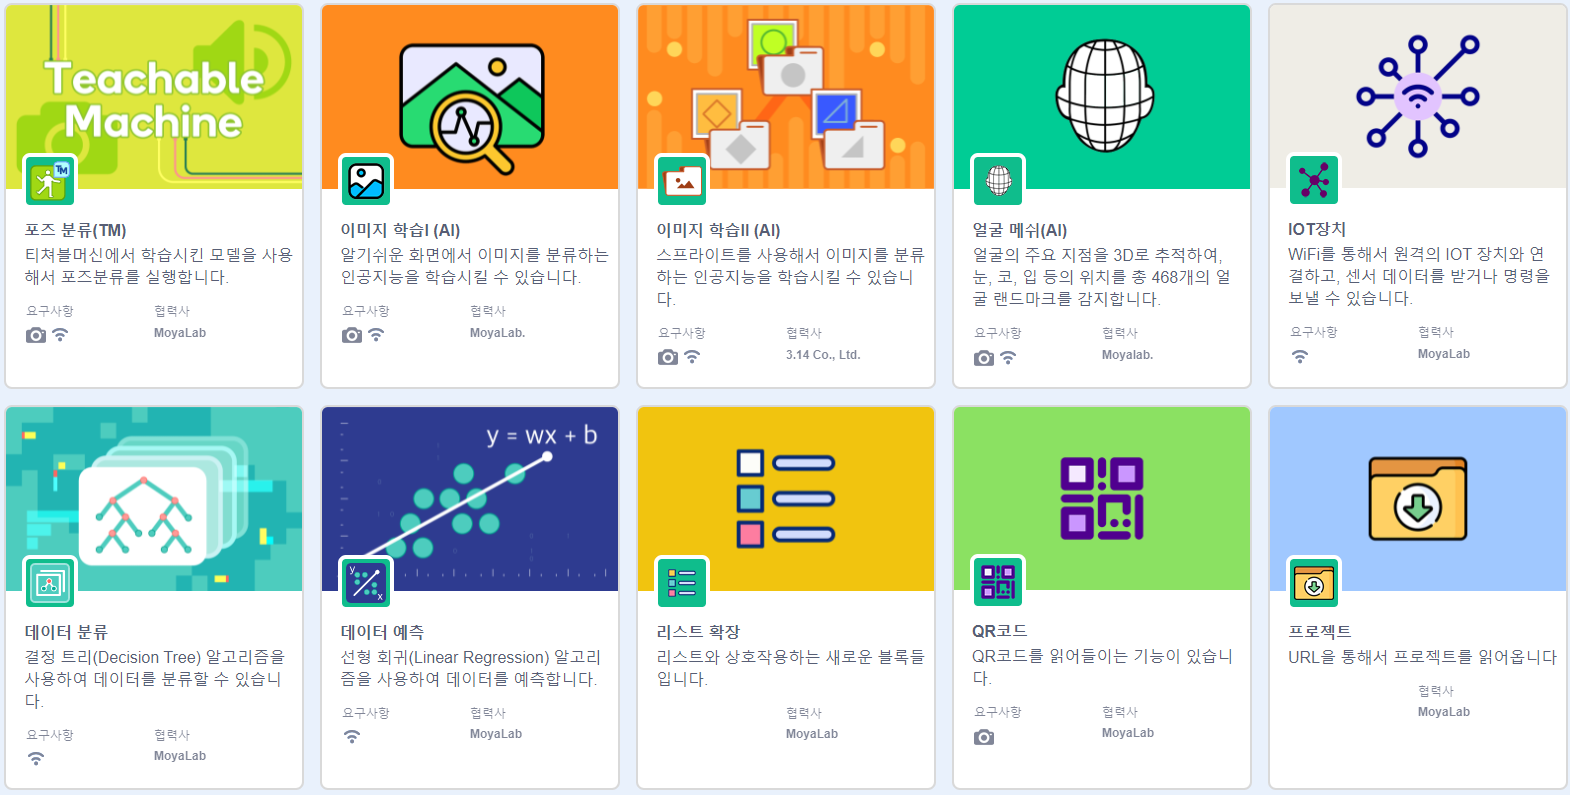 Teachable
Machine
TM
포즈 분류(TM)
티쳐블머신에서 학습시킨 모델을 사용
해서 포즈분류를 실행합니다.
요구사항
협력사
MoyaLab
이미지 학습I (AI)
알기쉬운 화면에서 이미지를 분류하는
인공지능을 학습시킬 수 있습니다.
요구사항
협력사
MoyaLab.
이미지 학습II (AI)
스프라이트를 사용해서 이미지를 분류
하는 인공지능을 학습시킬 수 있습니
다.
요구사항
협력사
3.14 Co., Ltd.
얼굴 메쉬(AI)
얼굴의 주요 지점을 3D로 추적하여,
눈, 코, 입 등의 위치를 총 468개의 얼
굴 랜드마크를 감지합니다.
요구사항
협력사
Moyalab.
IOT장치
WiFi를 통해서 원격의 IOT 장치와 연
결하고, 센서 데이터를 받거나 명령을
보낼 수 있습니다.
요구사항
협력사
MoyaLab
데이터 분류
결정 트리(Decision Tree) 알고리즘을
사용하여 데이터를 분류할 수 있습니
다.
요구사항
협력사
MoyaLab
y = wx + b
y
x
데이터 예측
선형 회귀(Linear Regression) 알고리
즘을 사용하여 데이터를 예측합니다.
요구사항
협력사
MoyaLab
리스트 확장
리스트와 상호작용하는 새로운 블록들
입니다.
협력사
MoyaLab
QR코드
QR코드를 읽어들이는 기능이 있습니
다.
요구사항
협력사
MoyaLab
프로젝트
URL을 통해서 프로젝트를 읽어옵니다
협력사
MoyaLab